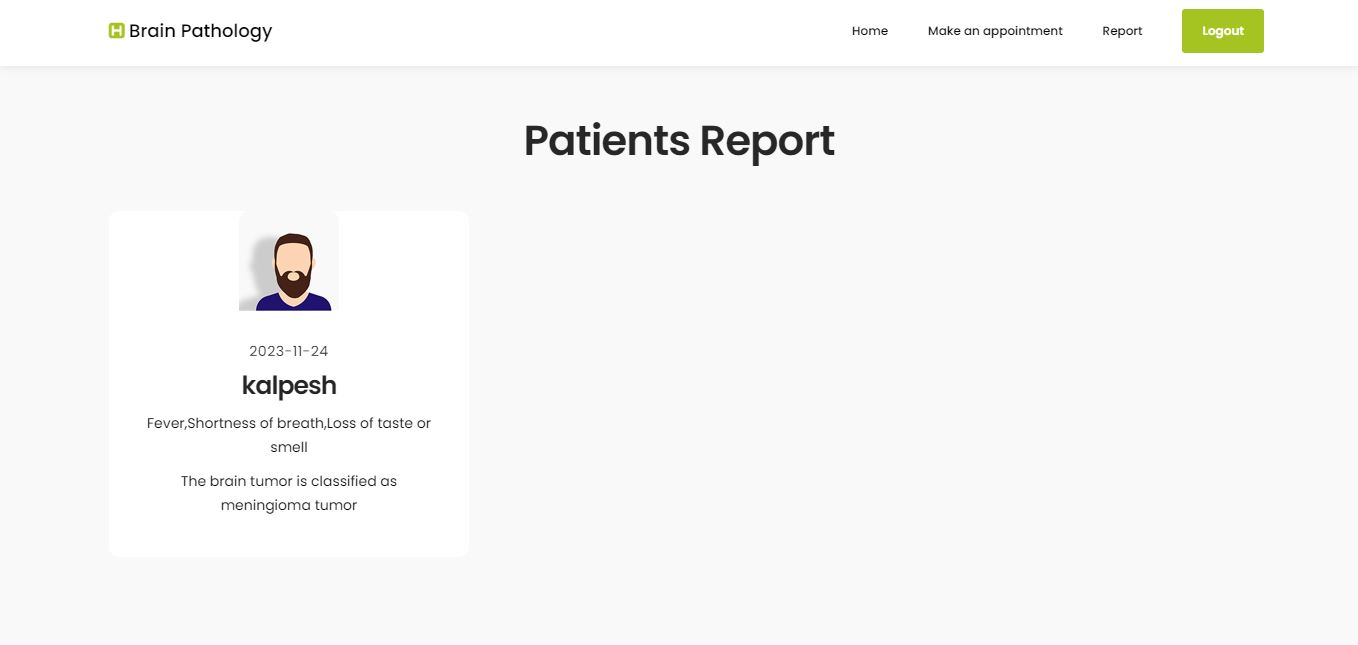 H Brain Pathology
Home
Make an appointment
Report
Logout
Patients Report
2023-11-24
kalpesh
Fever,Shortness of breath,Loss of taste or
smell
The brain tumor is classified as
meningioma tumor